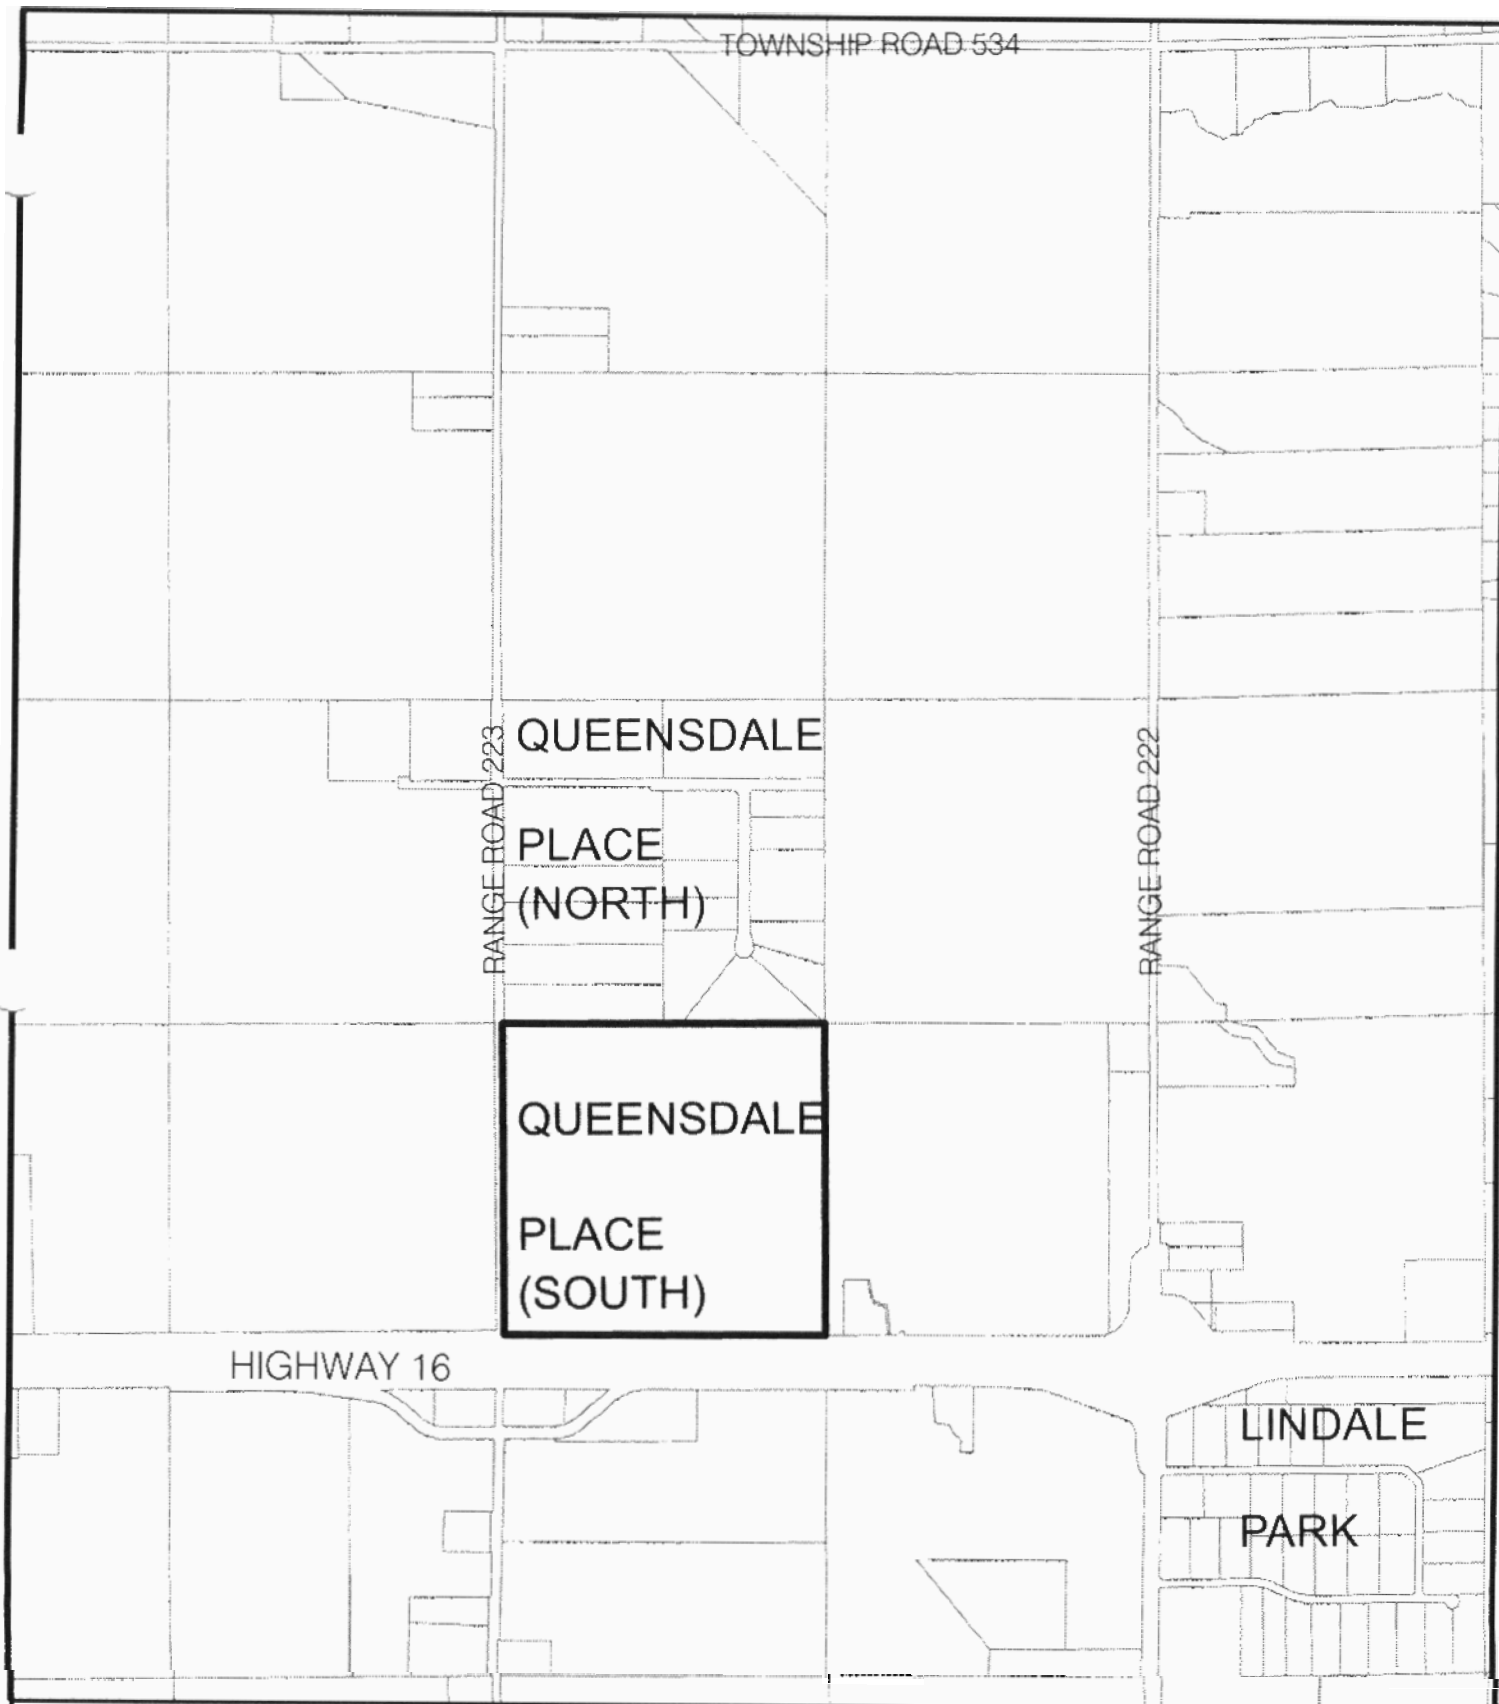 TOWNSHIP ROAD 534
QUEENSDALE
RANGE ROAD 223
RANGE ROAD 222
PLACE
(NORTH)
QUEENSDALE
PLACE
(SOUTH)
HIGHWAY 16
LINDALE
PARK